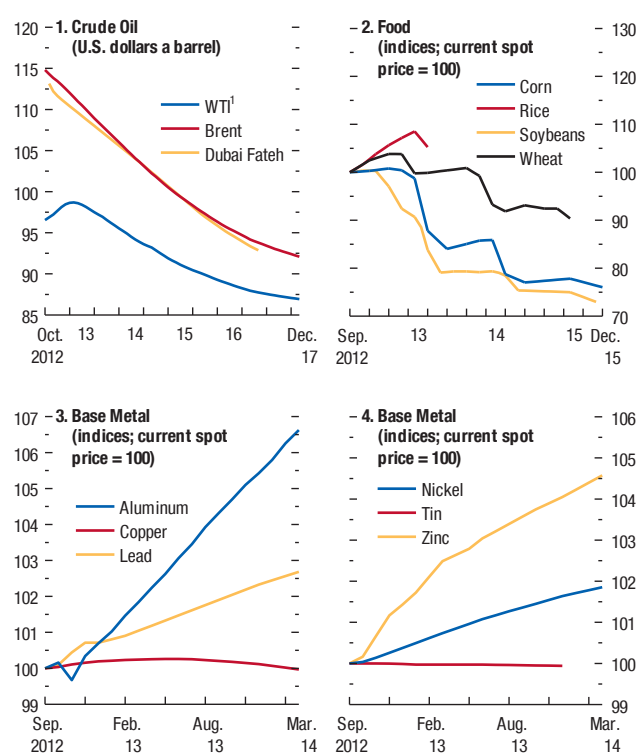 1. Crude Oil
(U.S. dollars a barrel)
120
115
110
105
100
95
90
85
WTI¹
Brent
Dubai Fateh
Oct. 13 14 15 16 Dec.
2012 17
2. Food
(indices; current spot
price = 100)
130
120
110
100
90
80
70
Corn
Rice
Soybeans
Wheat
Sep. 13 14 15 Dec.
2012 15
3. Base Metal
(indices; current spot
price = 100)
107
106
105
104
103
102
101
100
99
Aluminum
Copper
Lead
Sep. Feb. Aug. Mar.
2012 13 13 14
4. Base Metal
(indices; current spot
price = 100)
106
105
104
103
102
101
100
99
Nickel
Tin
Zinc
Sep. Feb. Aug. Mar.
2012 13 13 14